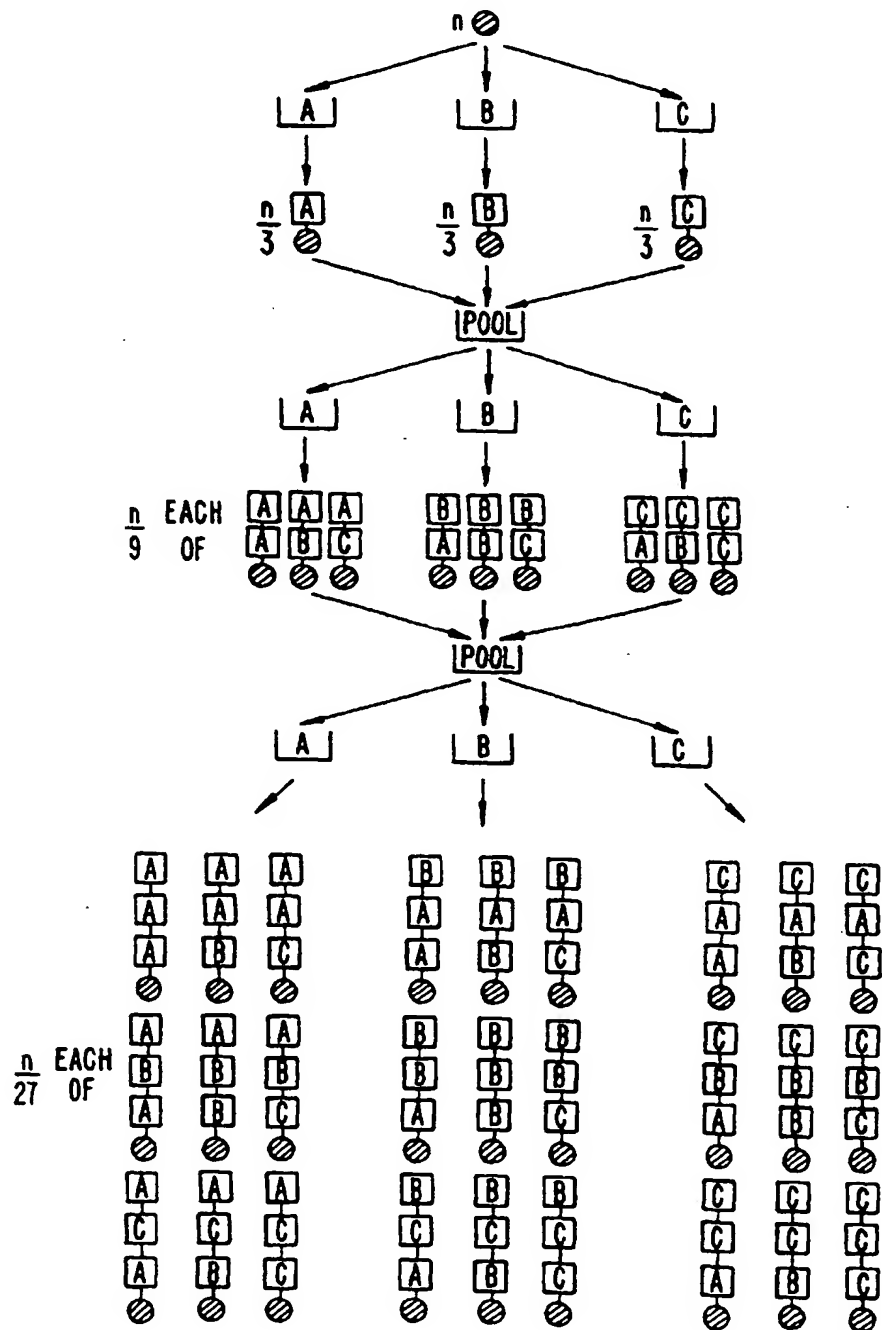 n
A B C
n/3 A n/3 B n/3 C
POOL
A B C
n/9 EACH OF
A A A B B B C C C
A B C A B C A B C
POOL
A B C
A A A B B B C C C
A A A A A A A A A
A B C A B C A B C
n/27 EACH OF
A A A B B B C C C
B B B B B B B B B
A B C A B C A B C
A A A B B B C C C
C C C C C C C C C
A B C A B C A B C